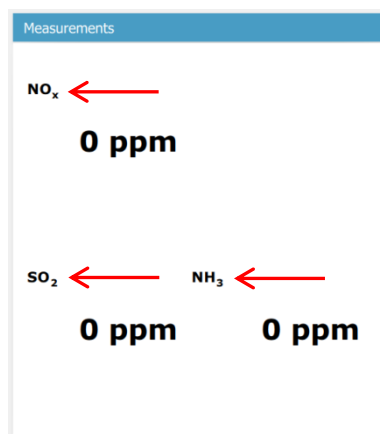 Measurements
NOₓ
0 ppm
SO₂ NH₃
0 ppm 0 ppm